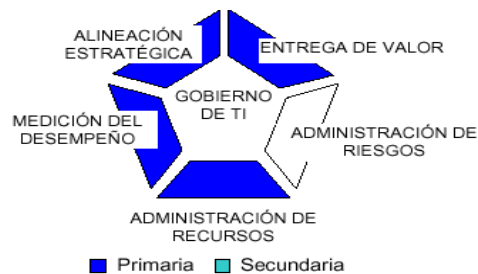 ALINEACIÓN
ESTRATÉGICA
ENTREGA DE VALOR
GOBIERNO
DE TI
MEDICIÓN DEL
DESEMPEÑO
ADMINISTRACIÓN DE
RIESGOS
ADMINISTRACIÓN DE
RECURSOS
Primaria Secundaria